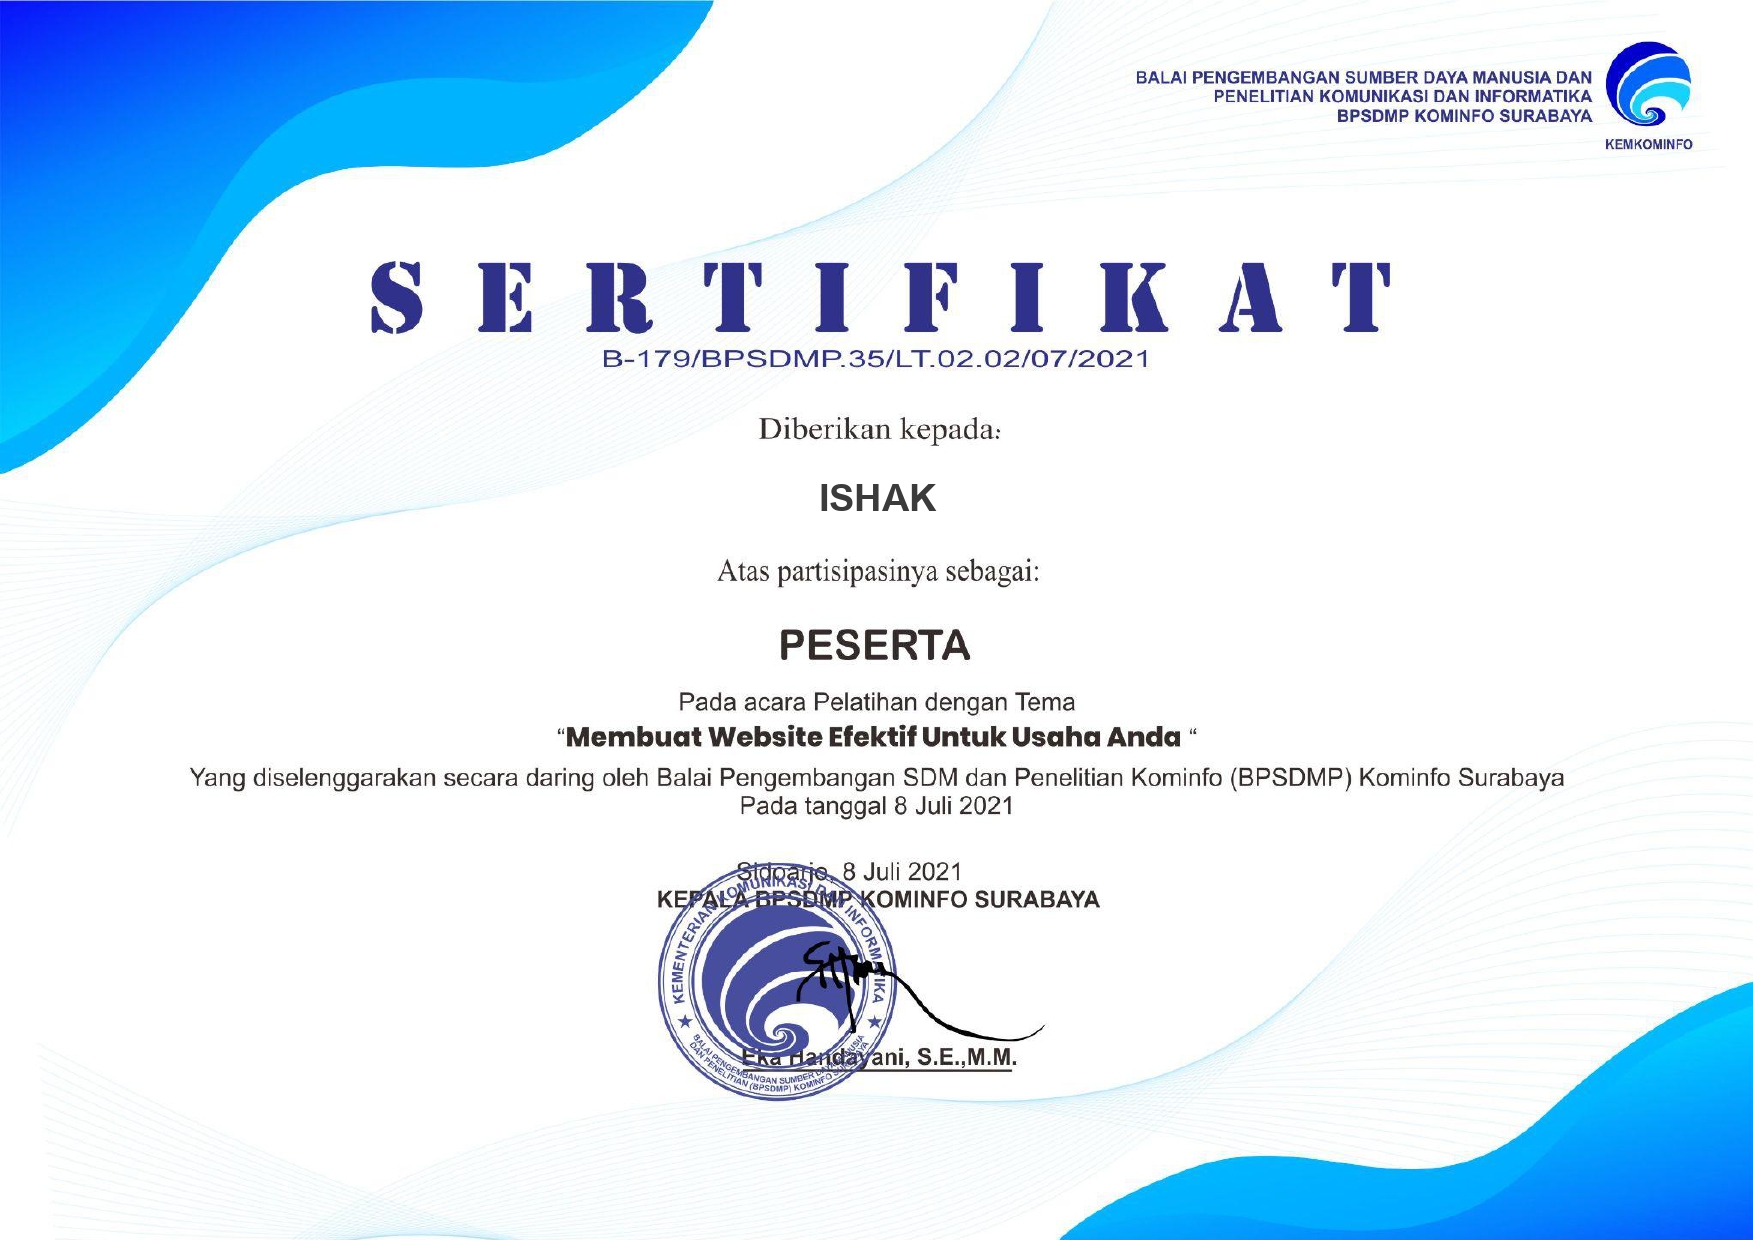 BALAI PENGEMBANGAN SUMBER DAYA MANUSIA DAN
PENELITIAN KOMUNIKASI DAN INFORMATIKA
BPSDMP KOMINFO SURABAYA
KEMKOMINFO
SERTIFIKAT
B-179/BPSDMP.35/LT.02.02/07/2021
Diberikan kepada:
ISHAK
Atas partisipasinya sebagai:
PESERTA
Pada acara Pelatihan dengan Tema
“Membuat Website Efektif Untuk Usaha Anda “
Yang diselenggarakan secara daring oleh Balai Pengembangan SDM dan Penelitian Kominfo (BPSDMP) Kominfo Surabaya
Pada tanggal 8 Juli 2021
Sidoarjo, 8 Juli 2021
KEPALA BPSDMP KOMINFO SURABAYA
KEMENTERIAN KOMUNIKASI DAN INFORMATIKA
BALAI PENGEMBANGAN SUMBER DAYA MANUSIA
DAN PENELITIAN (BPSDMP) KOMINFO SURABAYA
Eka Handayani, S.E.,M.M.